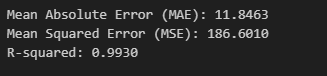 Mean Absolute Error (MAE): 11.8463
Mean Squared Error (MSE): 186.6010
R-squared: 0.9930